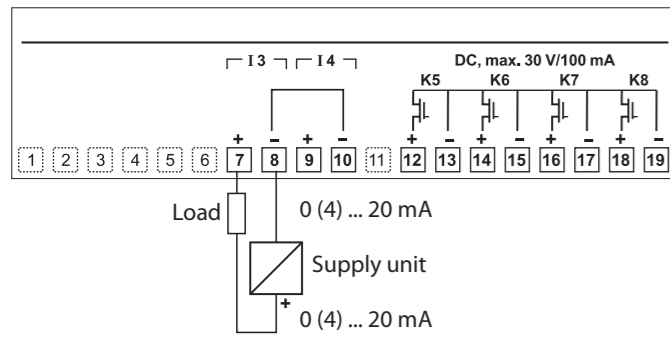 I 3 I 4 DC, max. 30 V/100 mA
K5 K6 K7 K8
+ − + − + − + − + − + −
1 2 3 4 5 6 7 8 9 10 11 12 13 14 15 16 17 18 19
Load 0 (4) ... 20 mA
Supply unit
+
0 (4) ... 20 mA